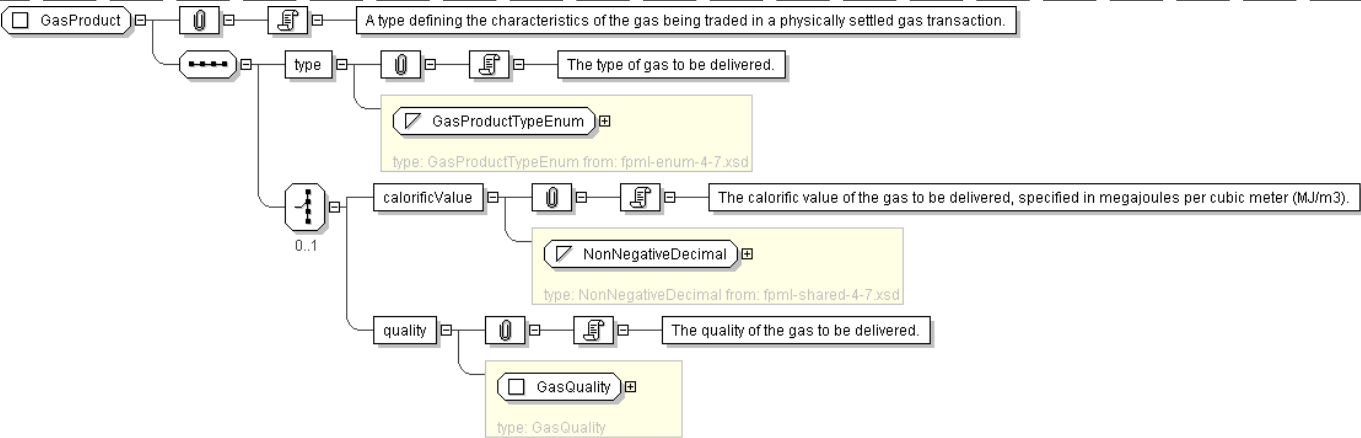 GasProduct
A type defining the characteristics of the gas being traded in a physically settled gas transaction.
type
The type of gas to be delivered.
GasProductTypeEnum
type: GasProductTypeEnum from: fpml-enum-4-7.xsd
0..1
calorificValue
The calorific value of the gas to be delivered, specified in megajoules per cubic meter (MJ/m3).
NonNegativeDecimal
type: NonNegativeDecimal from: fpml-shared-4-7.xsd
quality
The quality of the gas to be delivered.
GasQuality
type: GasQuality